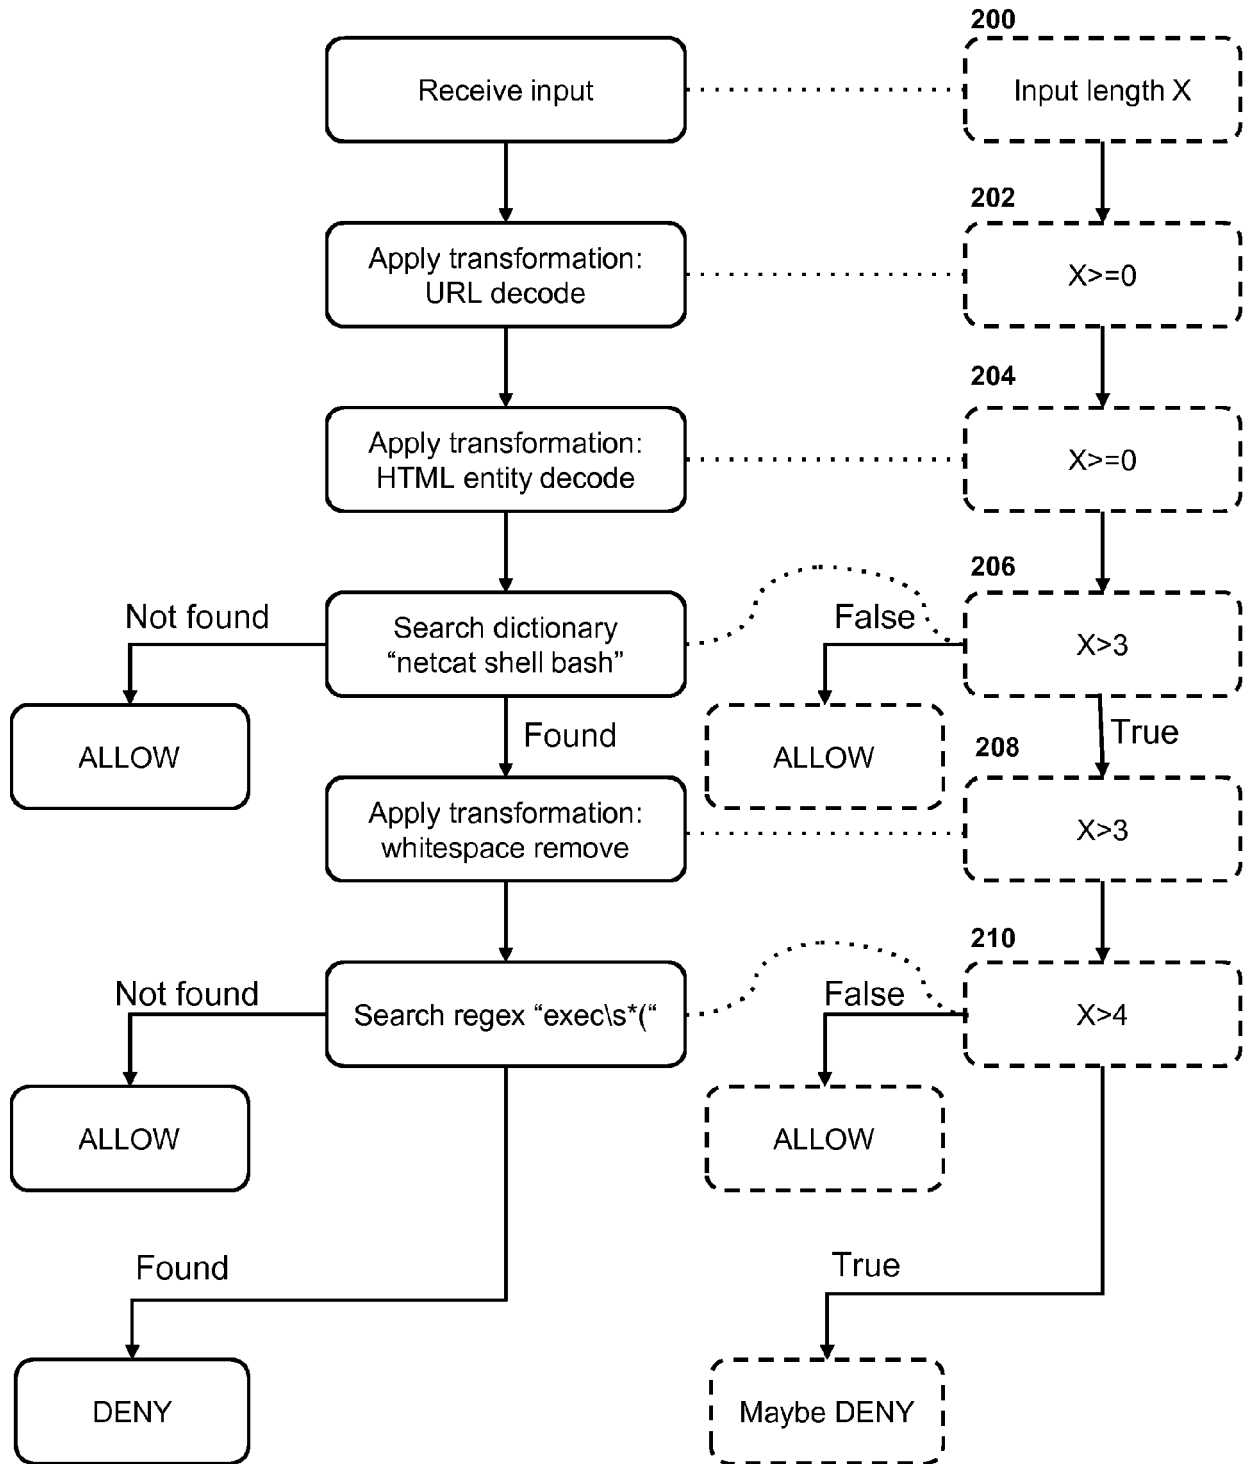 200
Receive input
Input length X
202
Apply transformation:
URL decode
X>=0
204
Apply transformation:
HTML entity decode
X>=0
206
Not found
Search dictionary
“netcat shell bash”
False
X>3
ALLOW
Found
ALLOW
True
208
Apply transformation:
whitespace remove
X>3
210
Not found
Search regex “exec\s*(“
False
X>4
ALLOW
ALLOW
Found
True
DENY
Maybe DENY